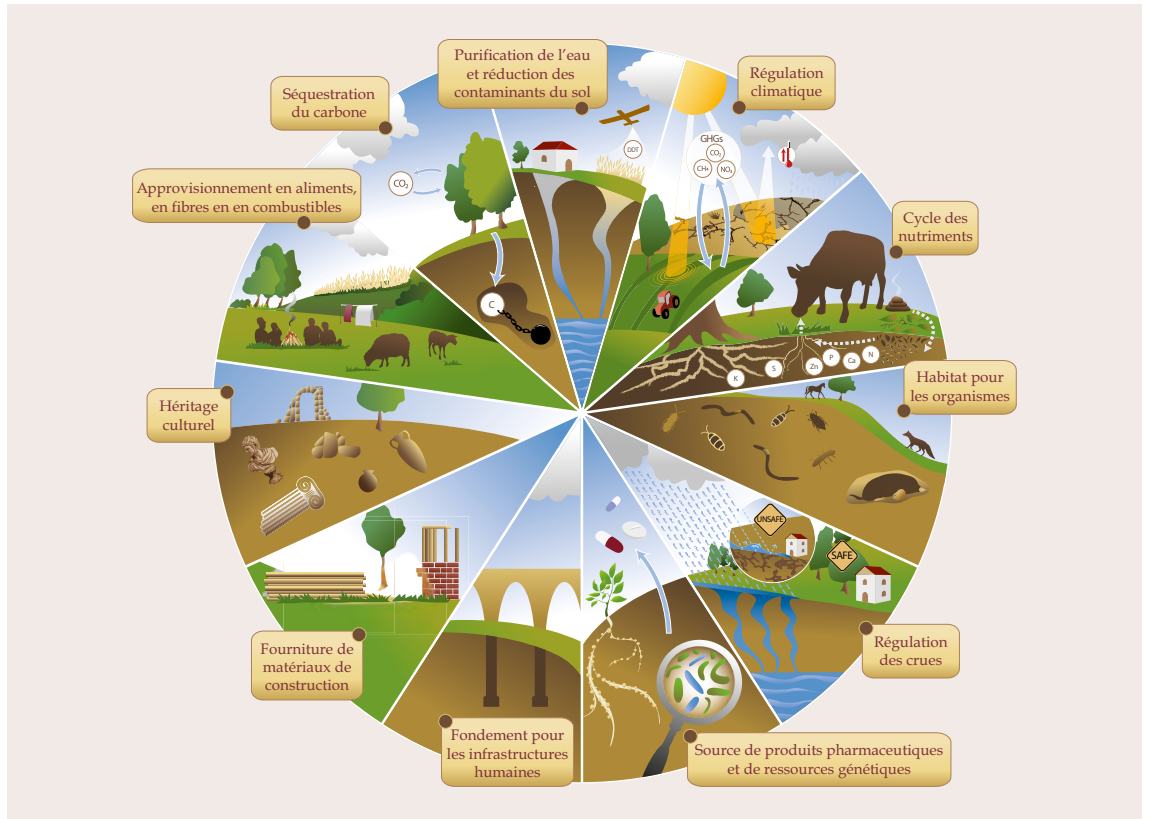 Purification de l'eau
et réduction des
contaminants du sol
Régulation
climatique
Séquestration
du carbone
GHGs
CO₂
CH₄
NOₓ
DDT
CO₂
C
Approvisionnement en aliments,
en fibres en en combustibles
Cycle des
nutriments
K
S
Zn
P
Ca
N
Héritage
culturel
Habitat pour
les organismes
UNSAFE
SAFE
Régulation
des crues
Fourniture de
matériaux de
construction
Fondement pour
les infrastructures
humaines
Source de produits pharmaceutiques
et de ressources génétiques